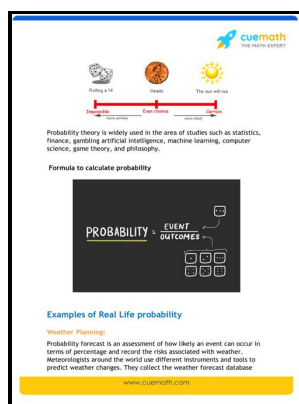 cuemath
THE MATH EXPERT
Rolling a 14
Heads
The sun will rise
Impossible
Even chance
Certain
more unlikely
more likely
Probability theory is widely used in the area of studies such as statistics,
finance, gambling artificial intelligence, machine learning, computer
science, game theory, and philosophy.
Formula to calculate probability
PROBABILITY = EVENT
OUTCOMES
Examples of Real Life probability
Weather Planning:
Probability forecast is an assessment of how likely an event can occur in
terms of percentage and record the risks associated with weather.
Meteorologists around the world use different instruments and tools to
predict weather changes. They collect the weather forecast database
www.cuemath.com